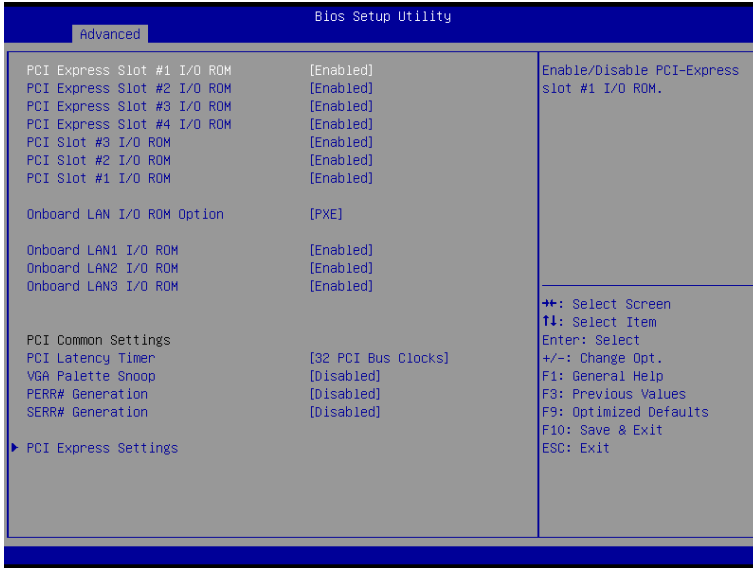 Bios Setup Utility
Advanced
PCI Express Slot #1 I/O ROM [Enabled]
PCI Express Slot #2 I/O ROM [Enabled]
PCI Express Slot #3 I/O ROM [Enabled]
PCI Express Slot #4 I/O ROM [Enabled]
PCI Slot #3 I/O ROM [Enabled]
PCI Slot #2 I/O ROM [Enabled]
PCI Slot #1 I/O ROM [Enabled]
Onboard LAN I/O ROM Option [PXE]
Onboard LAN1 I/O ROM [Enabled]
Onboard LAN2 I/O ROM [Enabled]
Onboard LAN3 I/O ROM [Enabled]
PCI Common Settings
PCI Latency Timer [32 PCI Bus Clocks]
VGA Palette Snoop [Disabled]
PERR# Generation [Disabled]
SERR# Generation [Disabled]
PCI Express Settings
Enable/Disable PCI-Express
slot #1 I/O ROM.
→←: Select Screen
↑↓: Select Item
Enter: Select
+/-: Change Opt.
F1: General Help
F3: Previous Values
F9: Optimized Defaults
F10: Save & Exit
ESC: Exit